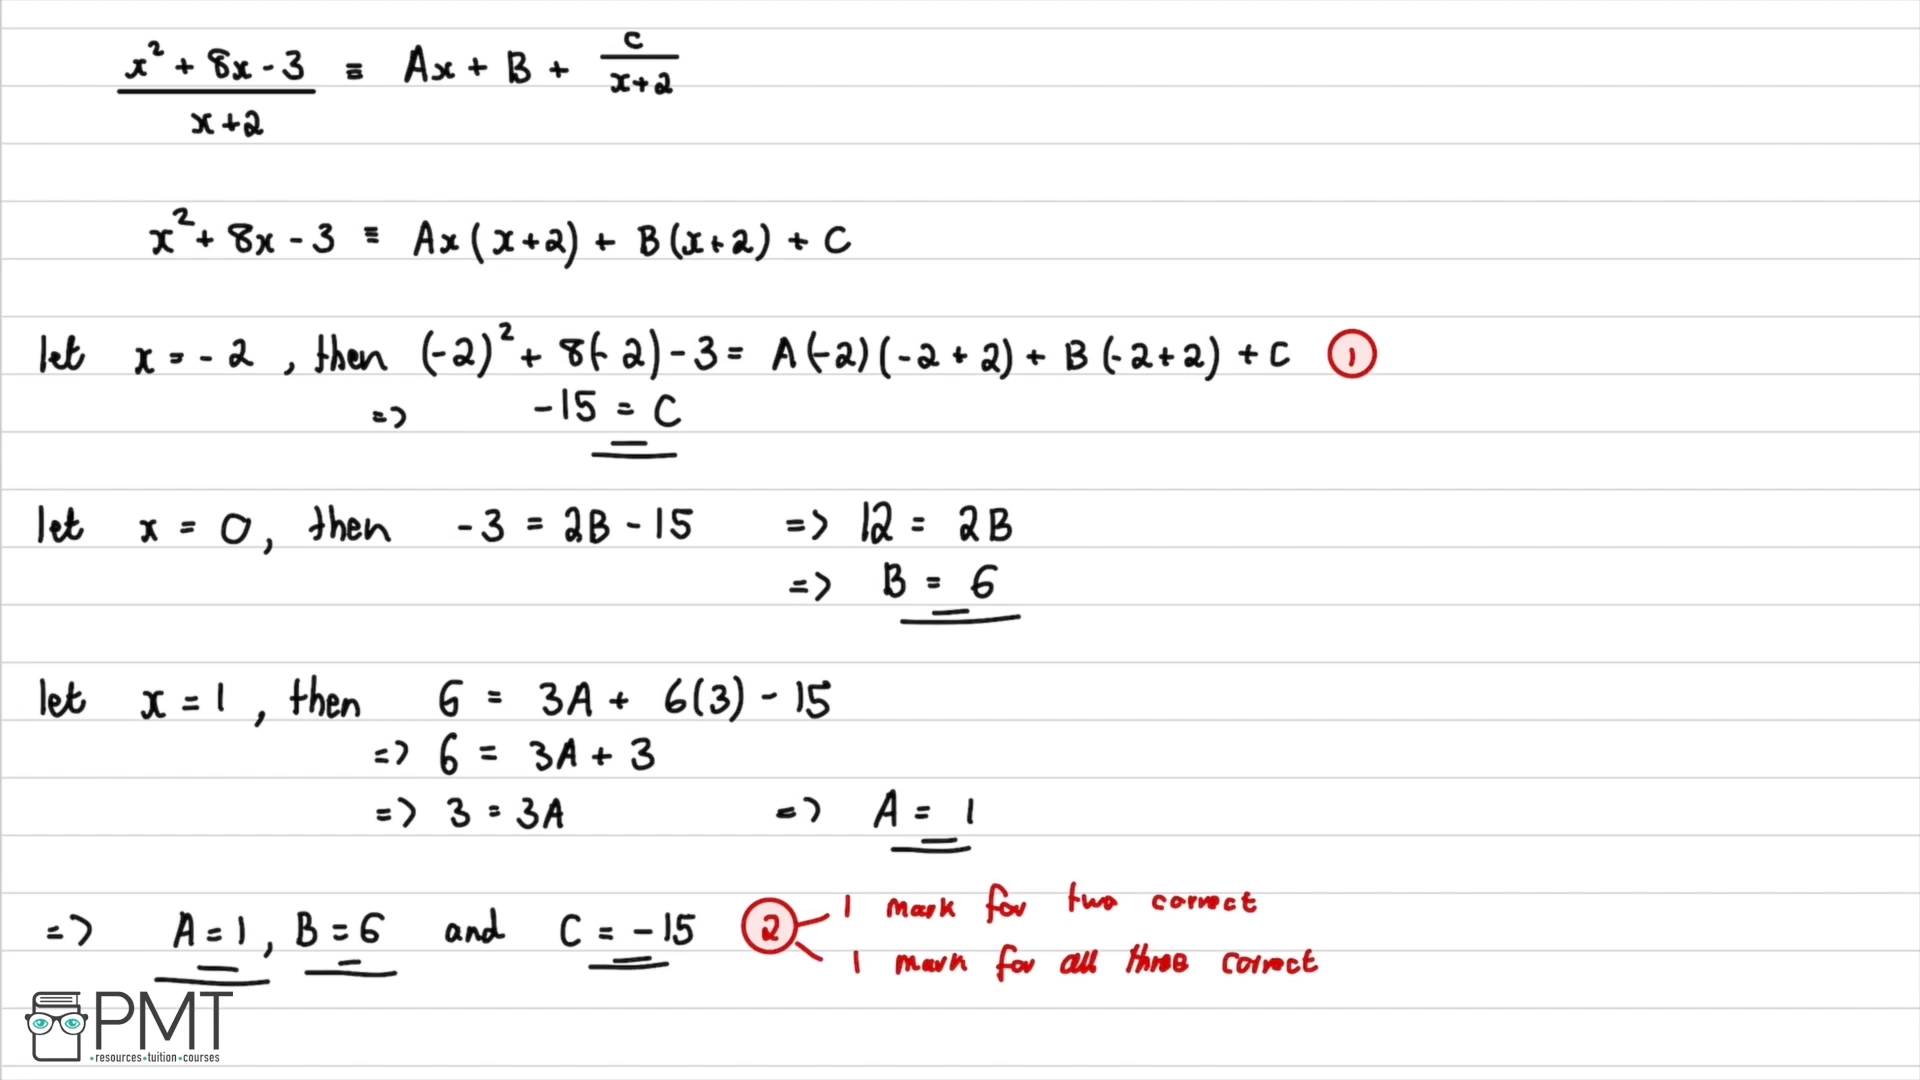 x² + 8x - 3 / x + 2 ≡ Ax + B + C / x + 2
x² + 8x - 3 ≡ Ax(x+2) + B(x+2) + C
let x = -2, then (-2)² + 8(-2) - 3 = A(-2)(-2+2) + B(-2+2) + C 1
=> -15 = C
let x = 0, then -3 = 2B - 15 => 12 = 2B
=> B = 6
let x = 1, then 6 = 3A + 6(3) - 15
=> 6 = 3A + 3
=> 3 = 3A => A = 1
1 mark for two correct
=> A = 1, B = 6 and C = -15 2
1 mark for all three correct
PMT
•resources•tuition•courses